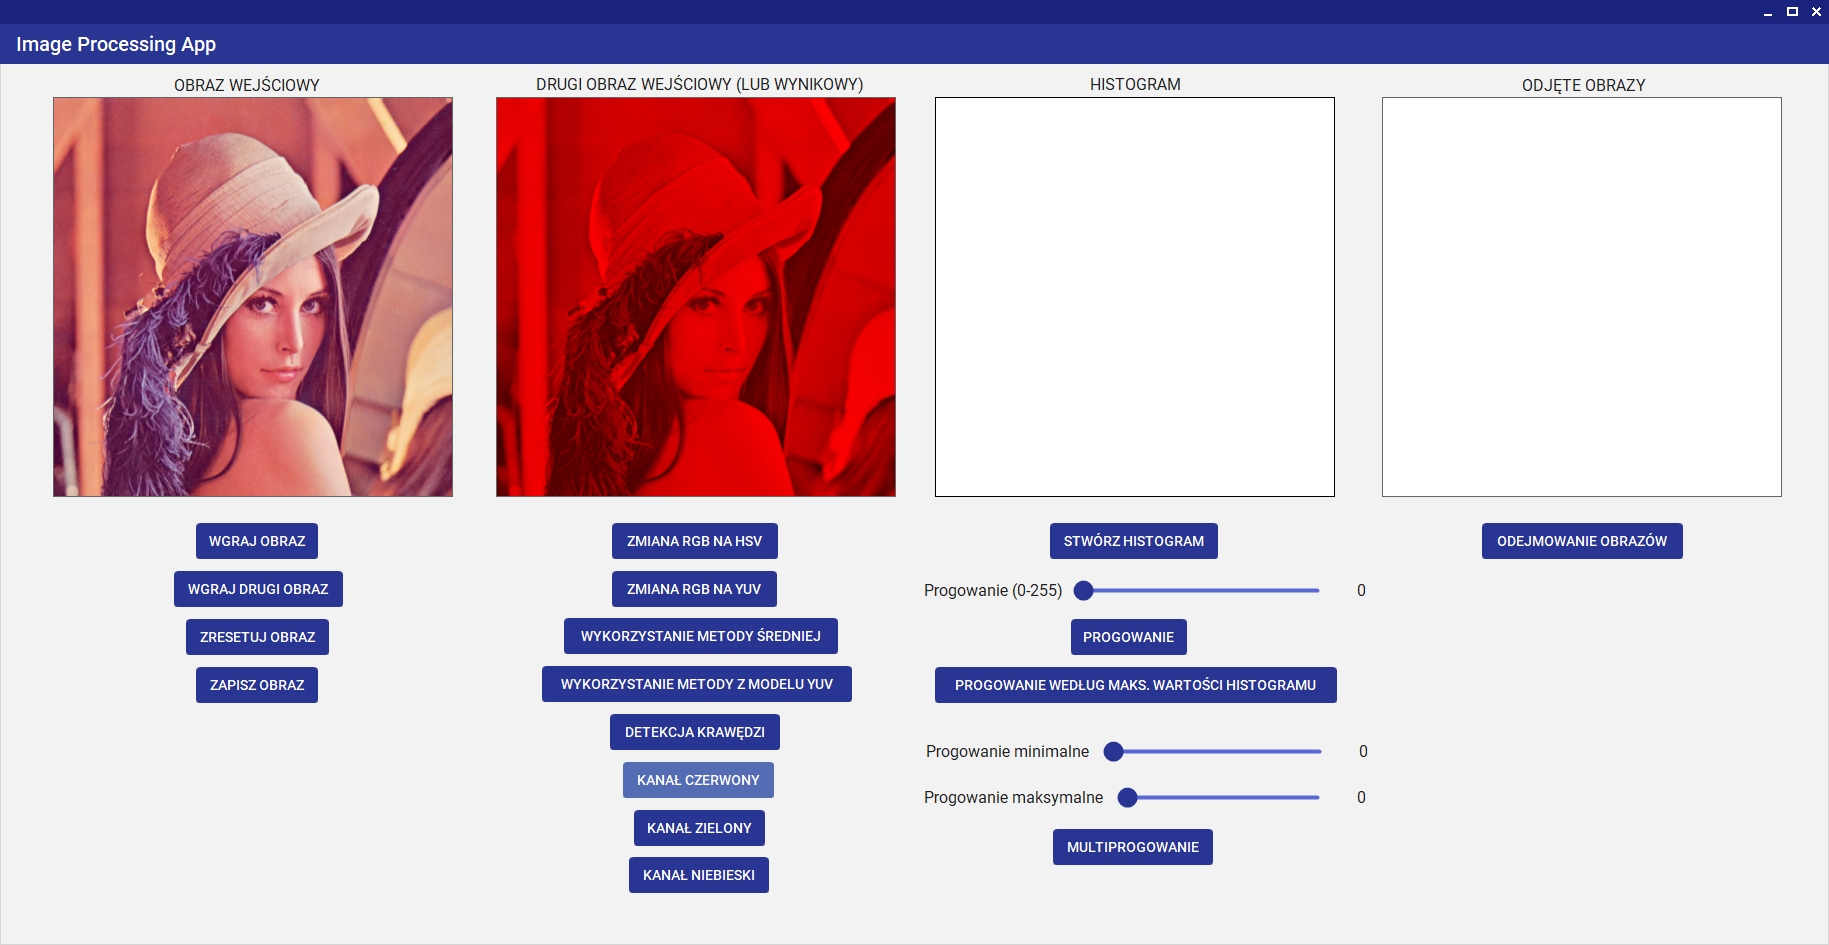 Image Processing App
OBRAZ WEJŚCIOWY
DRUGI OBRAZ WEJŚCIOWY (LUB WYNIKOWY)
HISTOGRAM
ODJĘTE OBRAZY
WGRAJ OBRAZ
WGRAJ DRUGI OBRAZ
ZRESETUJ OBRAZ
ZAPISZ OBRAZ
ZMIANA RGB NA HSV
ZMIANA RGB NA YUV
WYKORZYSTANIE METODY ŚREDNIEJ
WYKORZYSTANIE METODY Z MODELU YUV
DETEKCJA KRAWĘDZI
KANAŁ CZERWONY
KANAŁ ZIELONY
KANAŁ NIEBIESKI
STWÓRZ HISTOGRAM
Progowanie (0-255) 0
PROGOWANIE
PROGOWANIE WEDŁUG MAKS. WARTOŚCI HISTOGRAMU
Progowanie minimalne 0
Progowanie maksymalne 0
MULTIPROGOWANIE
ODEJMOWANIE OBRAZÓW